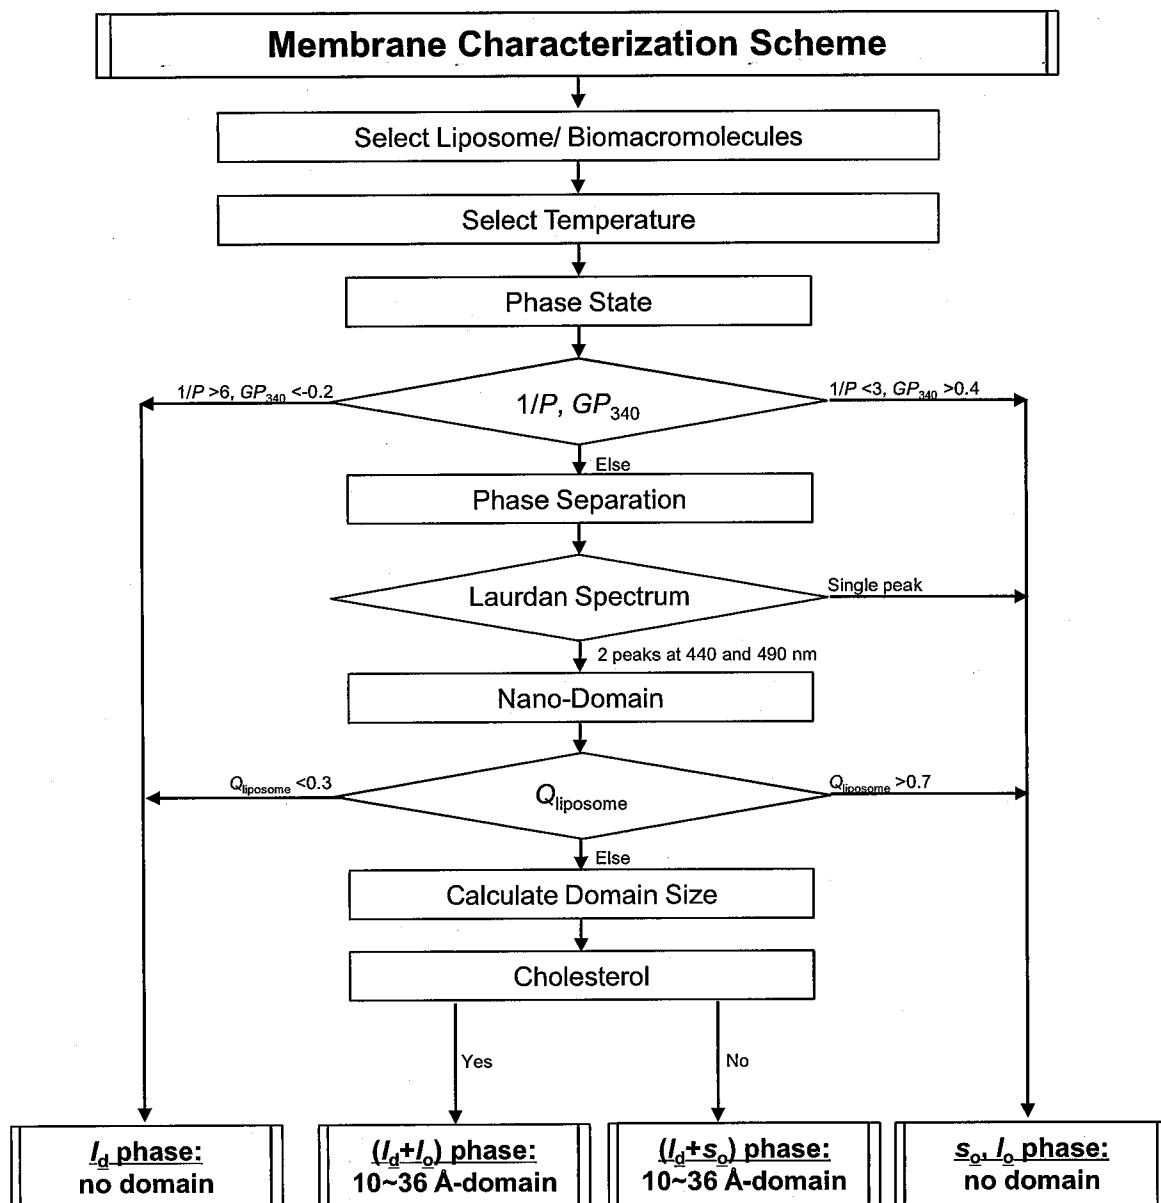 Membrane Characterization Scheme
Select Liposome/ Biomacromolecules
Select Temperature
Phase State
1/P >6, GP340 <-0.2
1/P, GP340
1/P <3, GP340 >0.4
Else
Phase Separation
Laurdan Spectrum
Single peak
2 peaks at 440 and 490 nm
Nano-Domain
Qliposome <0.3
Qliposome
Qliposome >0.7
Else
Calculate Domain Size
Cholesterol
Yes
No
ld phase:
no domain
(ld+lo) phase:
10~36 Å-domain
(ld+so) phase:
10~36 Å-domain
so, lo phase:
no domain